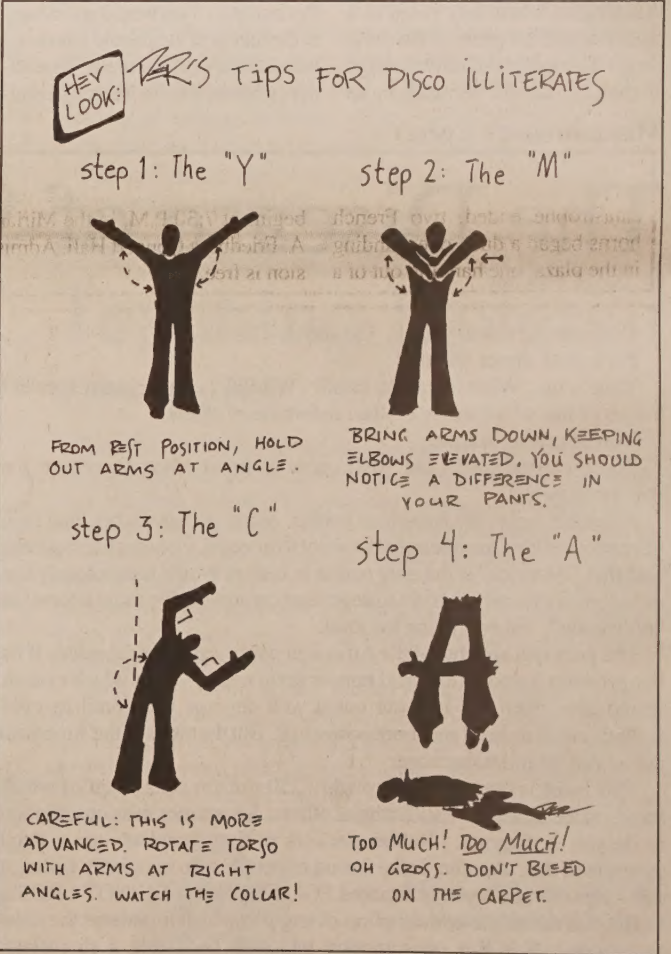 HEY
LOOK:
TIPS FOR DISCO ILLITERATES
step 1: The "Y"
step 2: The "M"
FROM REST POSITION, HOLD
OUT ARMS AT ANGLE.
BRING ARMS DOWN, KEEPING
ELBOWS ELEVATED. YOU SHOULD
NOTICE A DIFFERENCE IN
YOUR PANTS.
step 3: The "C"
step 4: The "A"
CAREFUL: THIS IS MORE
ADVANCED. ROTATE TORSO
WITH ARMS AT RIGHT
ANGLES. WATCH THE COLLAR!
TOO MUCH! TOO MUCH!
OH GROSS. DON'T BLEED
ON THE CARPET.